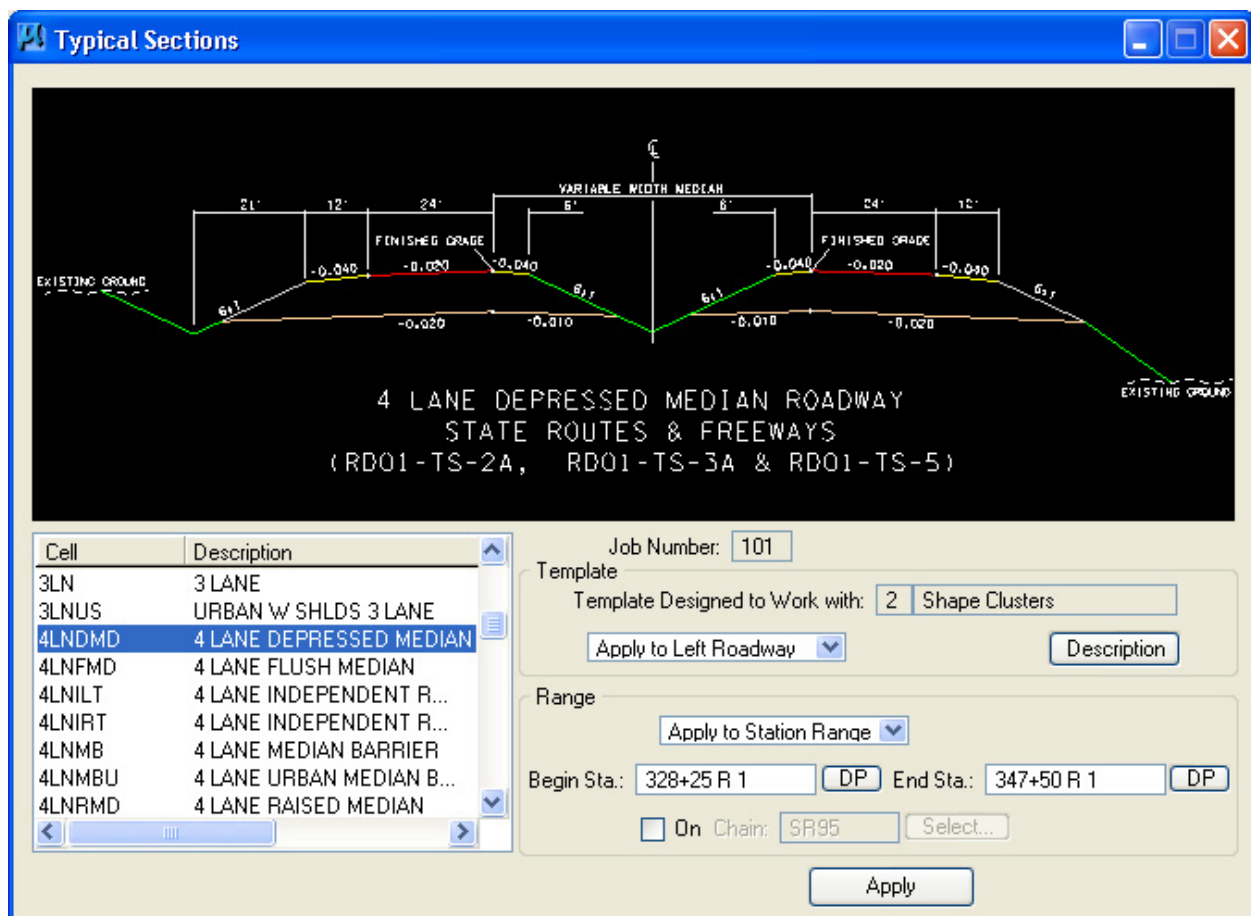 Typical Sections
℄
VARIABLE WIDTH MEDIAN
21' 12' 24' 6' 6' 24' 12'
FINISHED GRADE FINISHED GRADE
EXISTING GROUND
-0.040 -0.020 -0.040 -0.040 -0.020 -0.040
6:1 6:1 6:1 6:1
-0.020 -0.010 -0.010 -0.020
EXISTING GROUND
4 LANE DEPRESSED MEDIAN ROADWAY
STATE ROUTES & FREEWAYS
(RD01-TS-2A, RD01-TS-3A & RD01-TS-5)
Cell Description
3LN 3 LANE
3LNUS URBAN W SHLDS 3 LANE
4LNDMD 4 LANE DEPRESSED MEDIAN
4LNFMD 4 LANE FLUSH MEDIAN
4LNILT 4 LANE INDEPENDENT R...
4LNIRT 4 LANE INDEPENDENT R...
4LNMB 4 LANE MEDIAN BARRIER
4LNMBU 4 LANE URBAN MEDIAN B...
4LNRMD 4 LANE RAISED MEDIAN
Job Number: 101
Template
Template Designed to Work with: 2 Shape Clusters
Apply to Left Roadway Description
Range
Apply to Station Range
Begin Sta.: 328+25 R 1 DP End Sta.: 347+50 R 1 DP
On Chain: SR95 Select...
Apply